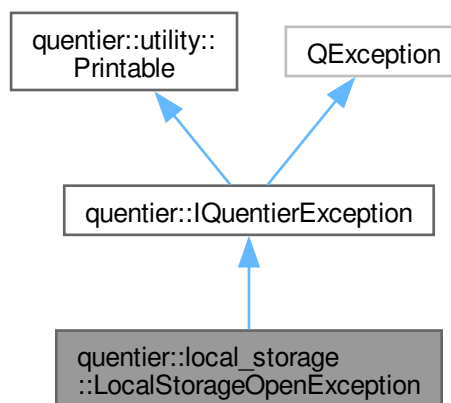 quentier::utility::
Printable
QException
quentier::IQuentierException
quentier::local_storage
::LocalStorageOpenException